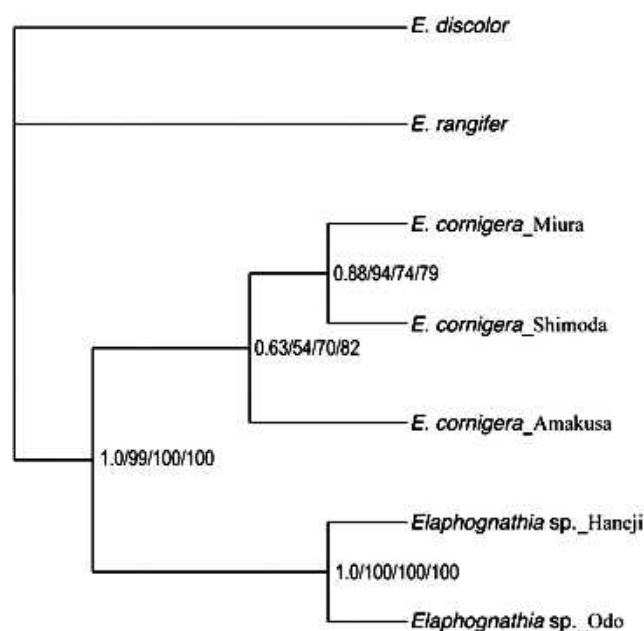 E. discolor
E. rangifer
E. cornigera_Miura
0.88/94/74/79
E. cornigera_Shimoda
0.63/54/70/82
E. cornigera_Amakusa
1.0/99/100/100
Elaphognathia sp._Haneji
1.0/100/100/100
Elaphognathia sp._Odo